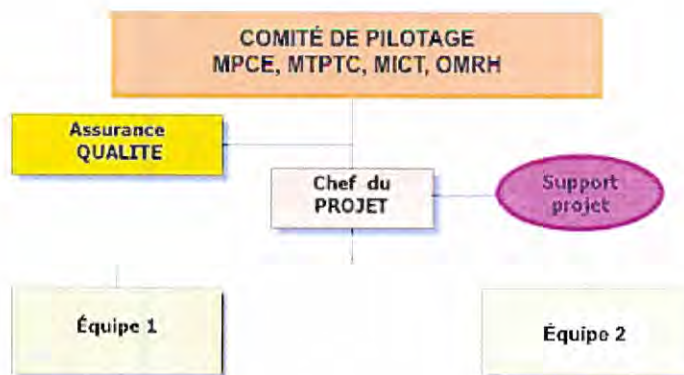 COMITÉ DE PILOTAGE
MPCE, MTPTC, MICT, OMRH
Assurance
QUALITE
Chef du
PROJET
Support
projet
Équipe 1
Équipe 2